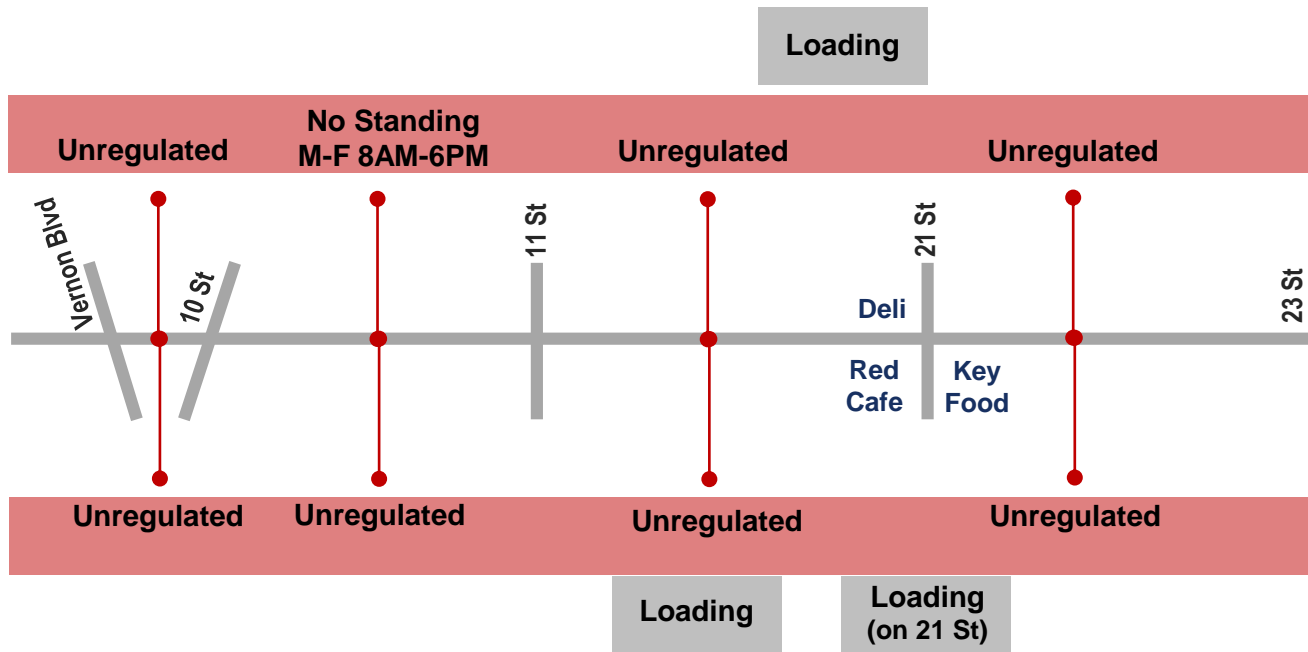 Loading
Unregulated
No Standing
M-F 8AM-6PM
Unregulated
Unregulated
Vernon Blvd
10 St
11 St
21 St
23 St
Deli
Red
Cafe
Key
Food
Unregulated
Unregulated
Unregulated
Unregulated
Loading
Loading
(on 21 St)